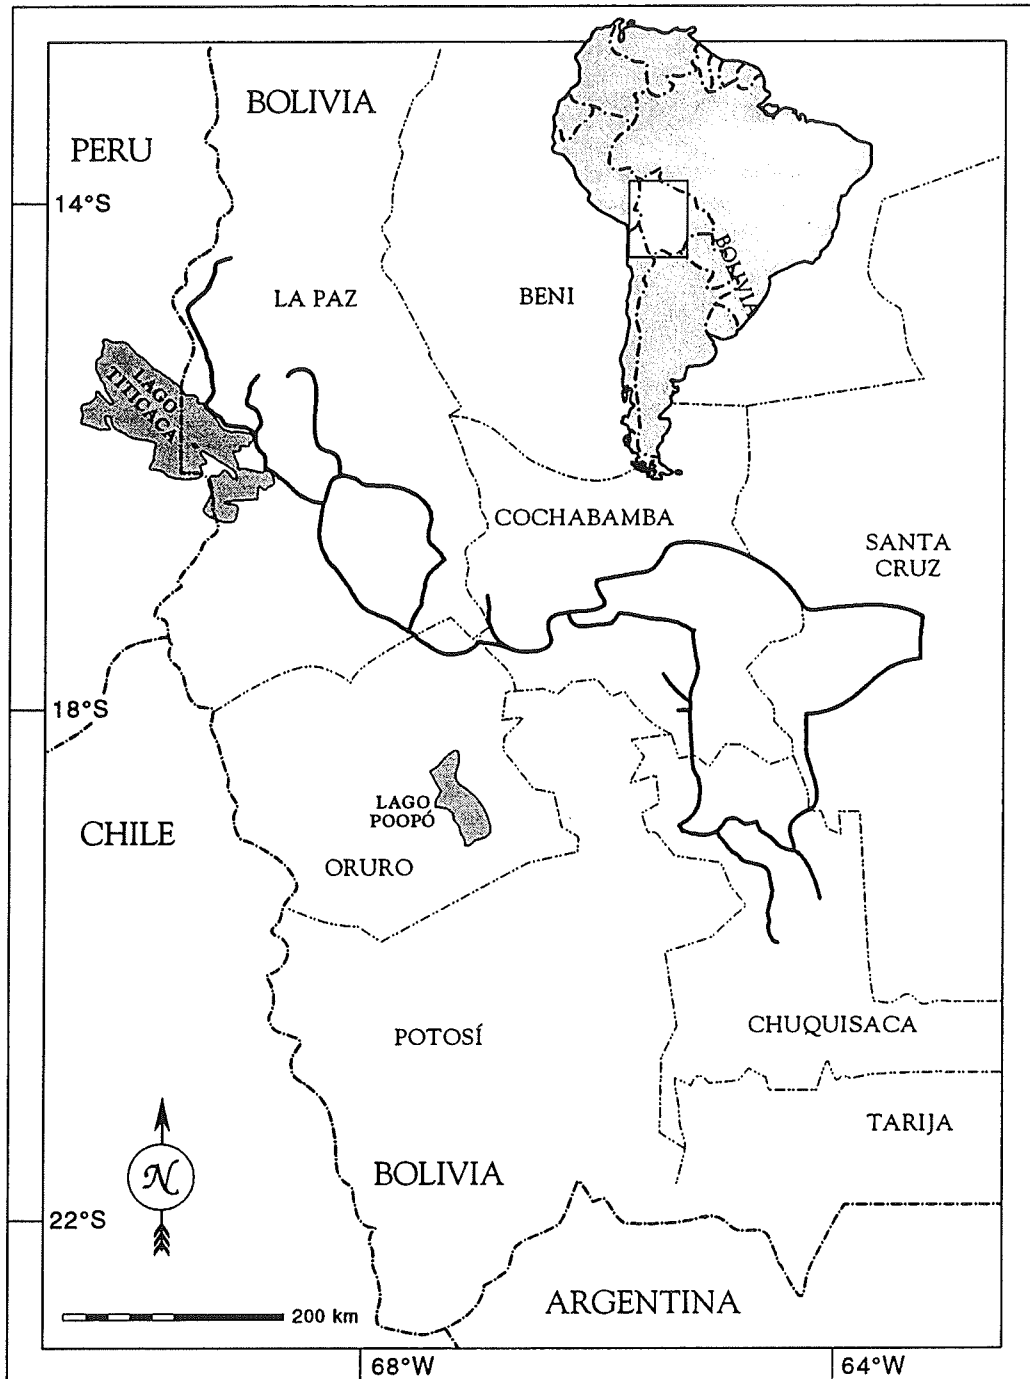 BOLIVIA
PERU
14°S
LA PAZ
BENI
BOLIVIA
LAGO
TITICACA
COCHABAMBA
SANTA
CRUZ
18°S
LAGO
POOPÓ
CHILE
ORURO
POTOSÍ
CHUQUISACA
TARIJA
N
BOLIVIA
22°S
200 km
ARGENTINA
68°W
64°W